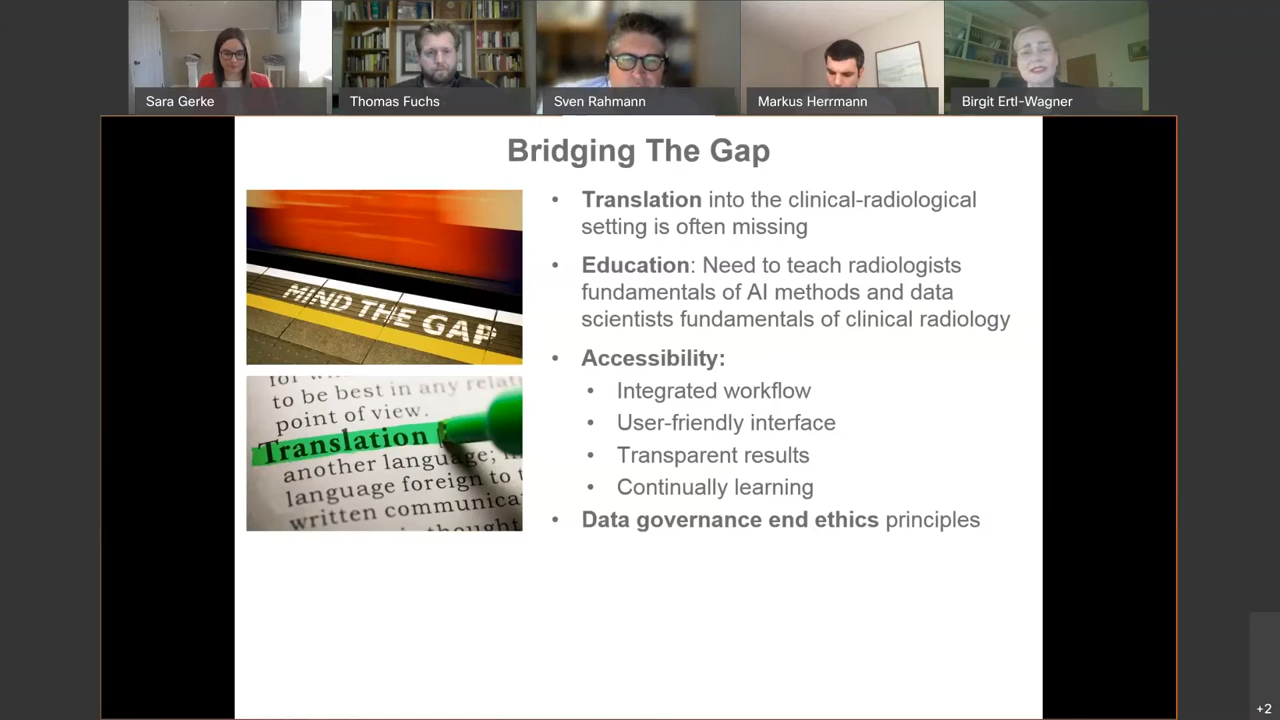 Sara Gerke
Thomas Fuchs
Sven Rahmann
Markus Herrmann
Birgit Ertl-Wagner
Bridging The Gap
MIND THE GAP
to be best in any
point of view.
Translation
another language;
language foreign to
written
• Translation into the clinical-radiological
setting is often missing
• Education: Need to teach radiologists
fundamentals of AI methods and data
scientists fundamentals of clinical radiology
• Accessibility:
• Integrated workflow
• User-friendly interface
• Transparent results
• Continually learning
• Data governance end ethics principles
+2